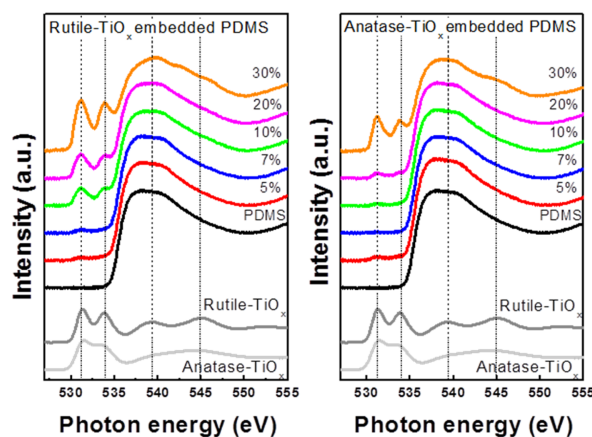 Rutile-TiOx embedded PDMS
30%
20%
10%
7%
5%
PDMS
Rutile-TiOx
Anatase-TiOx
530 535 540 545 550 555
Photon energy (eV)
Intensity (a.u.)
Anatase-TiOx embedded PDMS
30%
20%
10%
7%
5%
PDMS
Rutile-TiOx
Anatase-TiOx
530 535 540 545 550 555
Photon energy (eV)
Intensity (a.u.)